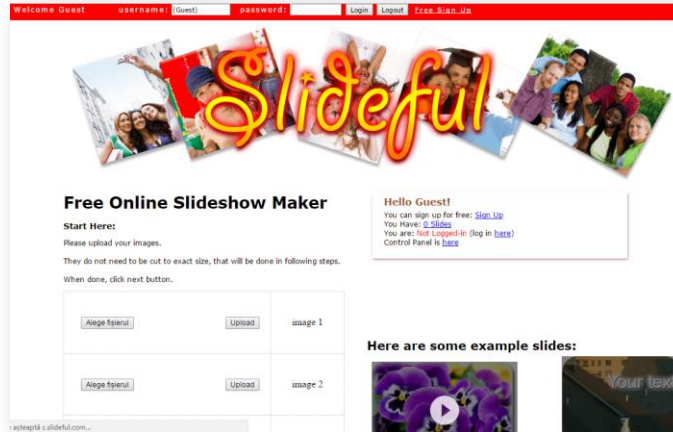 Welcome Guest username: (Guest) password: Login Logout Free Sign Up
Slideful
Free Online Slideshow Maker
Start Here:
Please upload your images.
They do not need to be cut to exact size, that will be done in following steps.
When done, click next button.
Alege fișierul Upload image 1
Alege fișierul Upload image 2
Hello Guest!
You can sign up for free: Sign Up
You Have: 0 Slides
You are: Not Logged-in (log in here)
Control Panel is here
Here are some example slides:
Your text
așteaptă c.slideful.com...